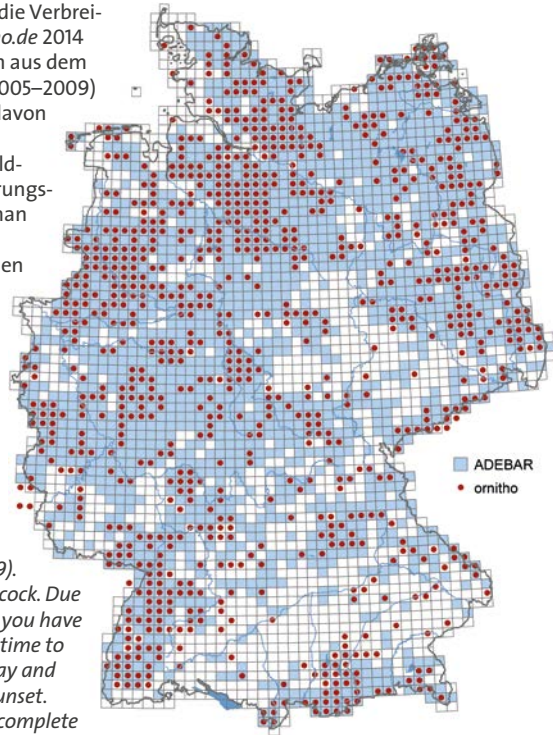 die Verbrei-
o.de 2014
aus dem
005–2009)
davon
ld-
rungs-
nan
en
ADEBAR
ornitho
9).
cock. Due
you have
time to
ay and
unset.
complete